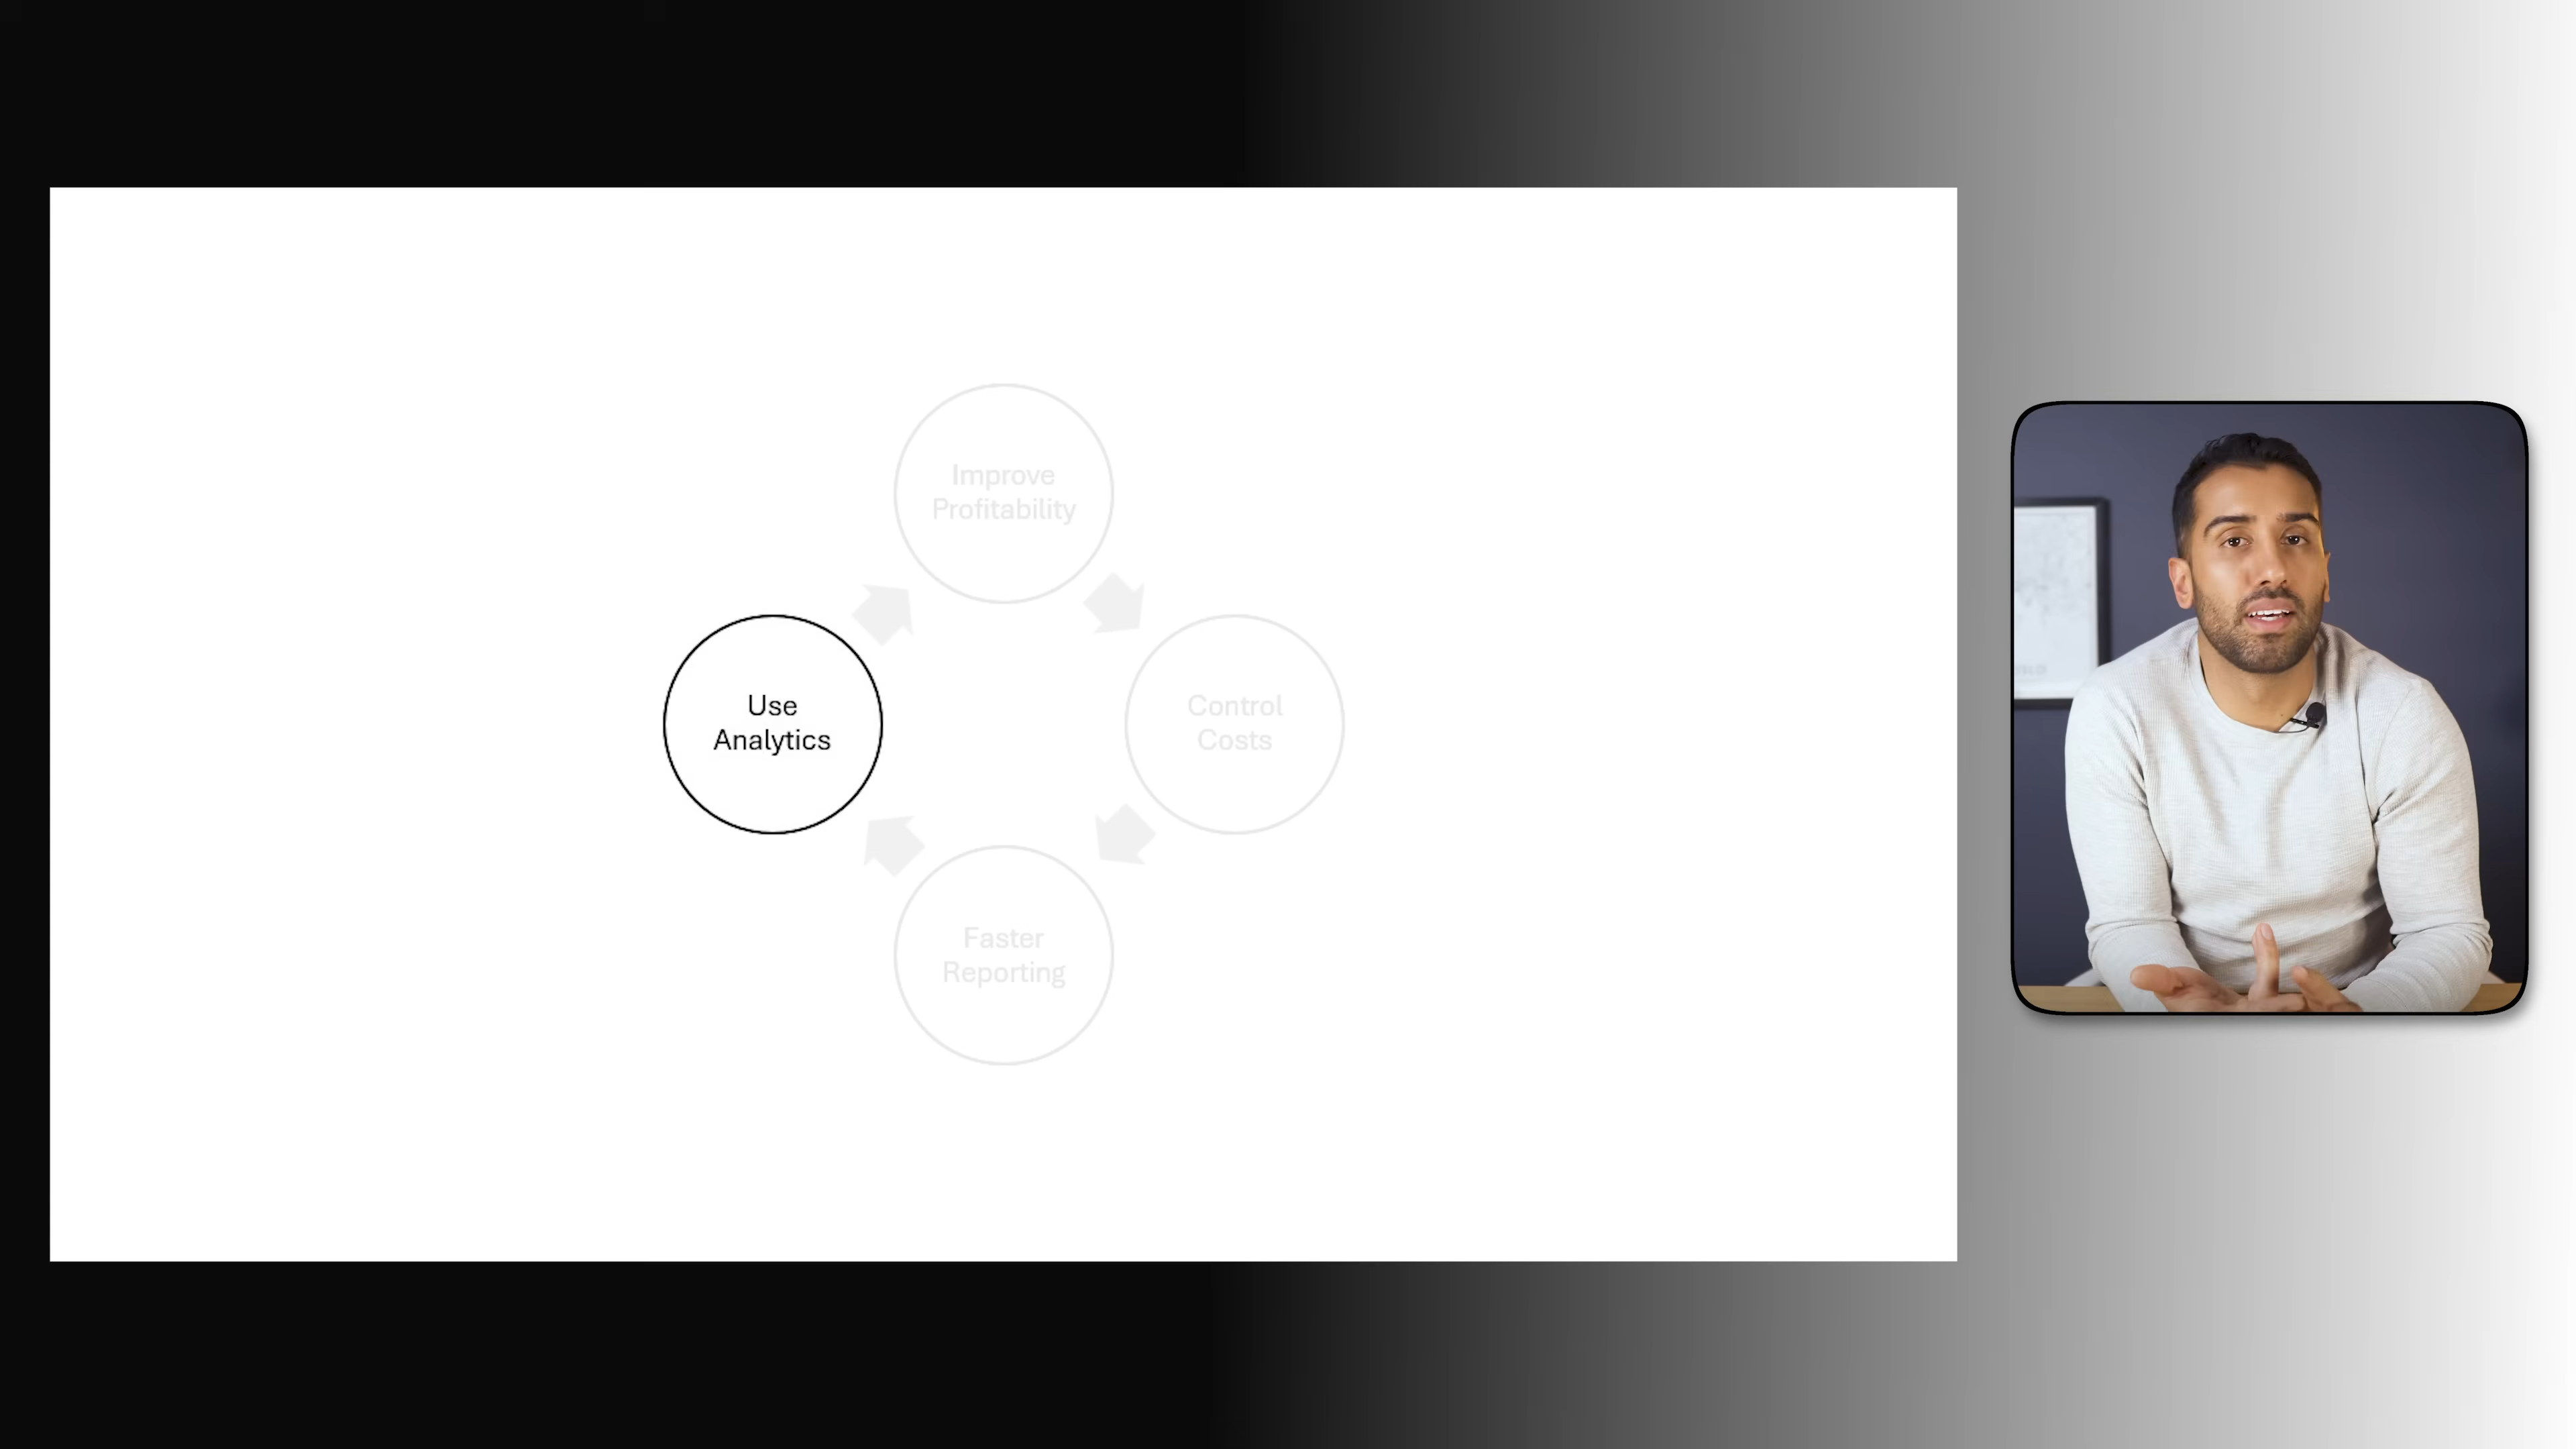 Improve
Profitability
Use
Analytics
Control
Costs
Faster
Reporting